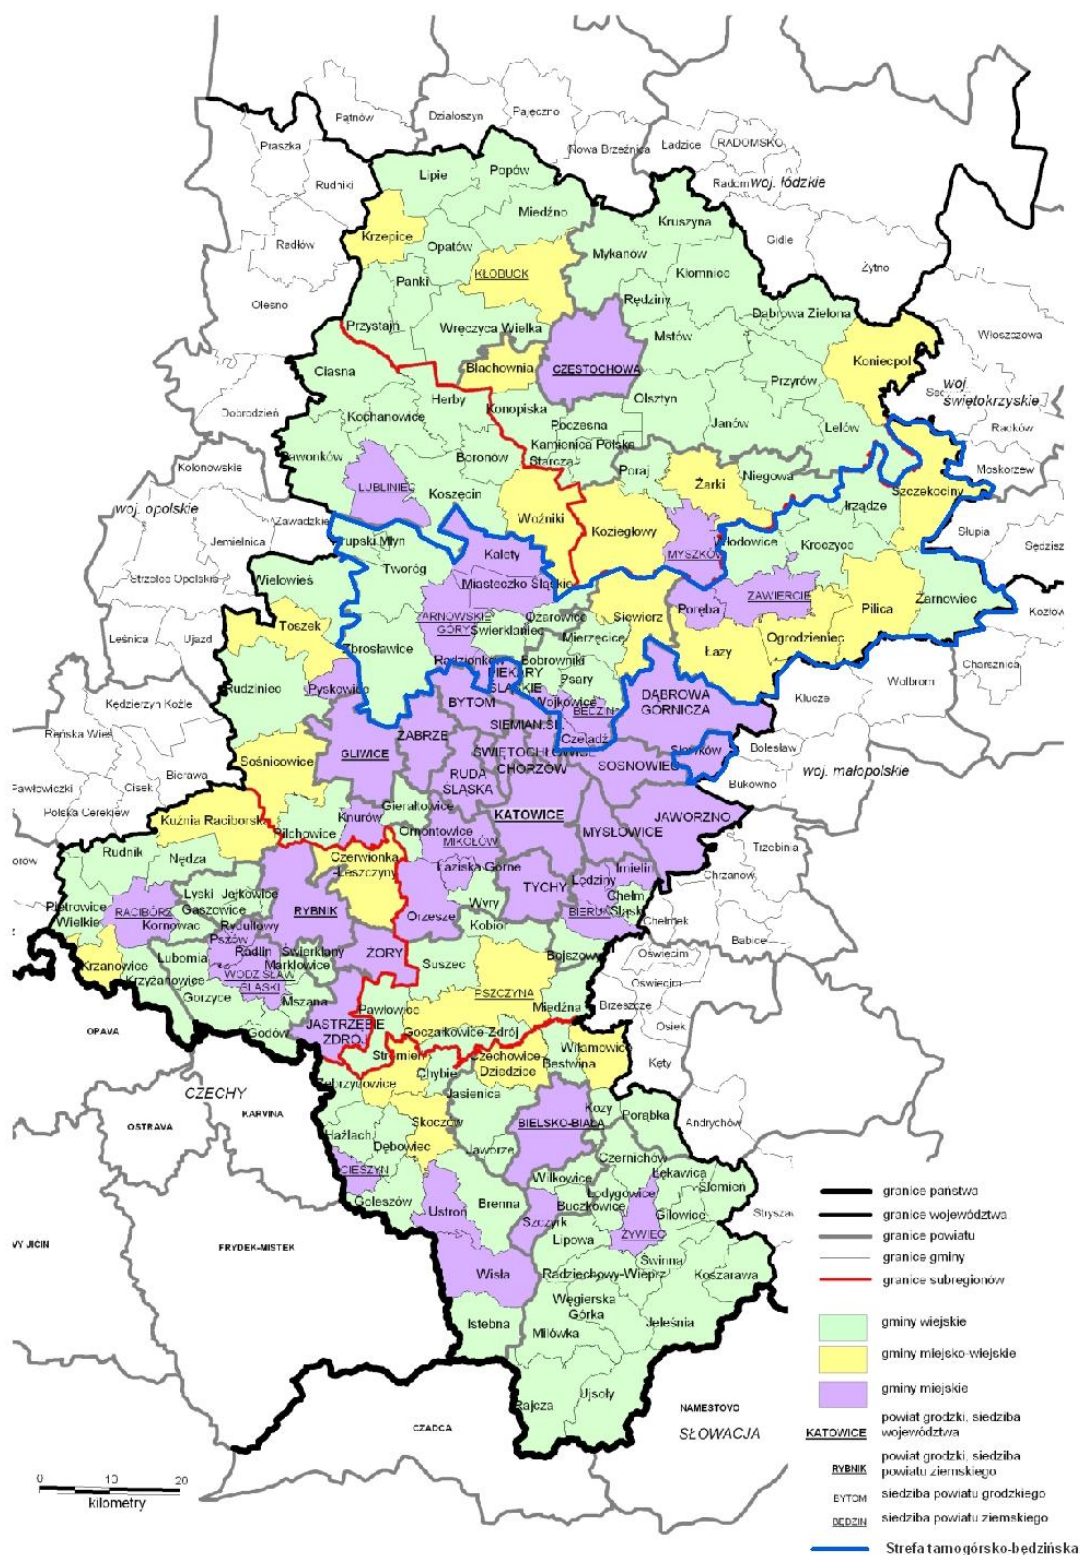 Pątnów
Działoszyn
Pajęczno
Praszka
Nowa Brzeźnica
Ładzice
RADOMSKO
Rudniki
Lipie
Popów
woj. łódzkie
Radłów
Krzepice
Miedźno
Kruszyna
Gidle
Opatów
Mykanów
Żytno
KŁOBUCK
Kłomnice
Olesno
Panki
Rędziny
Dąbrowa Zielona
Przystajń
Wręczyca Wielka
Mstów
Włoszczowa
Koniecpol
Ciasna
Blachownia
CZĘSTOCHOWA
Przyrów
woj.
świętokrzyskie
Dobrodzień
Herby
Konopiska
Olsztyn
Kochanowice
Poczesna
Janów
Lelów
Radków
Kolonowskie
Pawonków
Boronów
Kamienica Polska
Starcza
Poraj
Niegowa
Moskorzew
LUBLINIEC
Koszęcin
Żarki
Szczekociny
woj. opolskie
Zawadzkie
Woźniki
Koziegłowy
Irządze
Jemielnica
Krupski Młyn
Kalety
MYSZKÓW
Włodowice
Kroczyce
Słupia
Strzelce Opolskie
Wielowieś
Tworóg
Miasteczko Śląskie
Poręba
ZAWIERCIE
Pilica
Żarnowiec
Leśnica
Ujazd
Toszek
TARNOWSKIE
GÓRY
Świerklaniec
Ożarowice
Mierzęcice
Siewierz
Ogrodzieniec
Zbrosławice
Łazy
Charsznica
Radzionków
Bobrowniki
Psary
Rudziniec
Pyskowice
PIEKARY
ŚLĄSKIE
Wojkowice
BĘDZIN
DĄBROWA
GÓRNICZA
Klucze
Wolbrom
Kędzierzyn Koźle
BYTOM
Reńska Wieś
ZABRZE
Czeladź
GLIWICE
ŚWIĘTOCHŁOWICE
CHORZÓW
SOSNOWIEC
Sławków
Bolesław
woj. małopolskie
Sośnicowice
Bierawa
RUDA
ŚLĄSKA
Bukowno
Pawłowiczki
Cisek
Polska Cerekiew
Gierałtowice
KATOWICE
JAWORZNO
Kuźnia Raciborska
Pilchowice
Knurów
Ornontowice
MIKOŁÓW
MYSŁOWICE
Trzebinia
Rudnik
Nędza
Czerwionka
-Leszczyny
Łaziska Górne
Imielin
Chrzanów
Lyski
Jejkowice
TYCHY
Lędziny
Chełm
Śląski
Pietrowice
Wielkie
RACIBÓRZ
Gaszowice
RYBNIK
Orzesze
Wyry
BIERUŃ
Chełmek
Kornowac
Rydułtowy
Kobiór
Babice
Pszów
Radlin
Świerklany
ŻORY
Krzanowice
Lubomia
Marklowice
Suszec
Bojszowy
Oświęcim
Krzyżanowice
WODZISŁAW
ŚLĄSKI
PSZCZYNA
Oświęcim
Gorzyce
Mszana
Pawłowice
Miedźna
Brzeszcze
OPAVA
Godów
JASTRZĘBIE
ZDRÓJ
Goczałkowice Zdrój
Osiek
Strumień
Czechowice
Dziedzice
Wilamowice
Kęty
CZECHY
Zebrzydowice
Chybie
Bestwina
KARVINA
Jasienica
OSTRAVA
Skoczów
BIELSKO-BIAŁA
Kozy
Porąbka
Andrychów
Hażlach
Dębowiec
Jaworze
CIESZYN
Czernichów
Wilkowice
Łękawica
Goleszów
Brenna
Łodygowice
Ślemień
Ustroń
Buczkowice
Gilowice
Szczyrk
ŻYWIEC
FRYDEK-MISTEK
Lipowa
Świnna
Wisła
Radziechowy-Wieprz
Koszarawa
Węgierska
Górka
Istebna
Milówka
Jeleśnia
Rajcza
Ujsoły
CZADCA
NAMESTOVO
SŁOWACJA
0 10 20
kilometry
granice państwa
granice województwa
granice powiatu
granice gminy
granice subregionów
gminy wiejskie
gminy miejsko-wiejskie
gminy miejskie
KATOWICE powiat grodzki, siedziba
województwa
RYBNIK powiat grodzki, siedziba
powiatu ziemskiego
BYTOM siedziba powiatu grodzkiego
BĘDZIN siedziba powiatu ziemskiego
Strefa tarnogórsko-będzińska